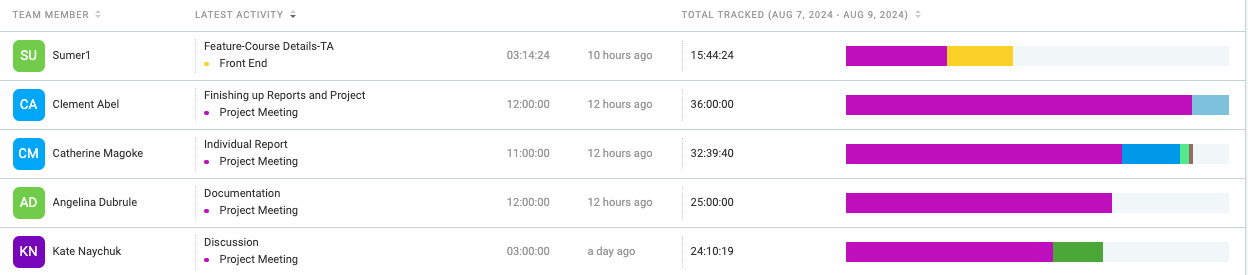 TEAM MEMBER LATEST ACTIVITY TOTAL TRACKED (AUG 7, 2024 - AUG 9, 2024)
SU Sumer1 Feature-Course Details-TA 03:14:24 10 hours ago 15:44:24
Front End
CA Clement Abel Finishing up Reports and Project 12:00:00 12 hours ago 36:00:00
Project Meeting
CM Catherine Magoke Individual Report 11:00:00 12 hours ago 32:39:40
Project Meeting
AD Angelina Dubrule Documentation 12:00:00 12 hours ago 25:00:00
Project Meeting
KN Kate Naychuk Discussion 03:00:00 a day ago 24:10:19
Project Meeting